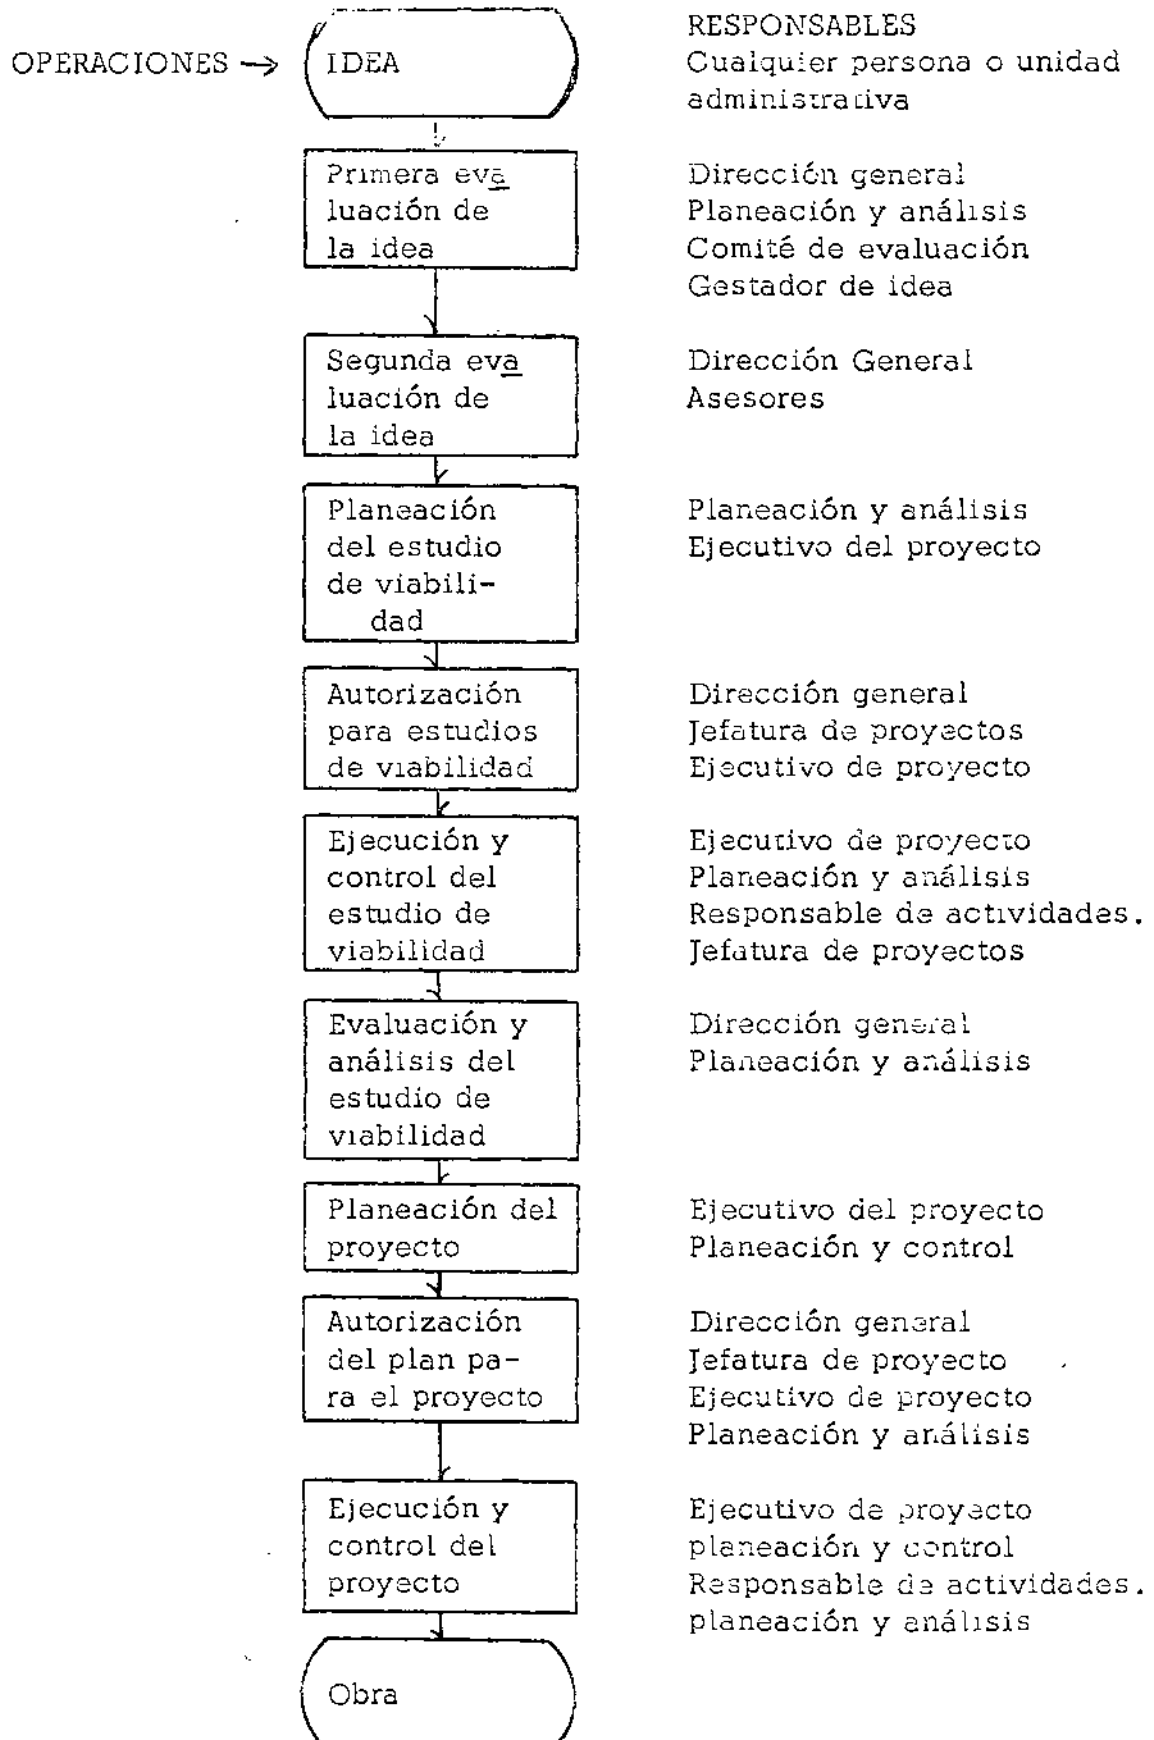 RESPONSABLES
OPERACIONES → IDEA Cualquier persona o unidad
administrativa
Primera eva Dirección general
luación de Planeación y análisis
la idea Comité de evaluación
Gestador de idea
Segunda eva Dirección General
luación de Asesores
la idea
Planeación Planeación y análisis
del estudio Ejecutivo del proyecto
de viabili-
dad
Autorización Dirección general
para estudios Jefatura de proyectos
de viabilidad Ejecutivo de proyecto
Ejecución y Ejecutivo de proyecto
control del Planeación y análisis
estudio de Responsable de actividades.
viabilidad Jefatura de proyectos
Evaluación y Dirección general
análisis del Planeación y análisis
estudio de
viabilidad
Planeación del Ejecutivo del proyecto
proyecto Planeación y control
Autorización Dirección general
del plan pa- Jefatura de proyecto
ra el proyecto Ejecutivo de proyecto
Planeación y análisis
Ejecución y Ejecutivo de proyecto
control del planeación y control
proyecto Responsable de actividades.
planeación y análisis
Obra